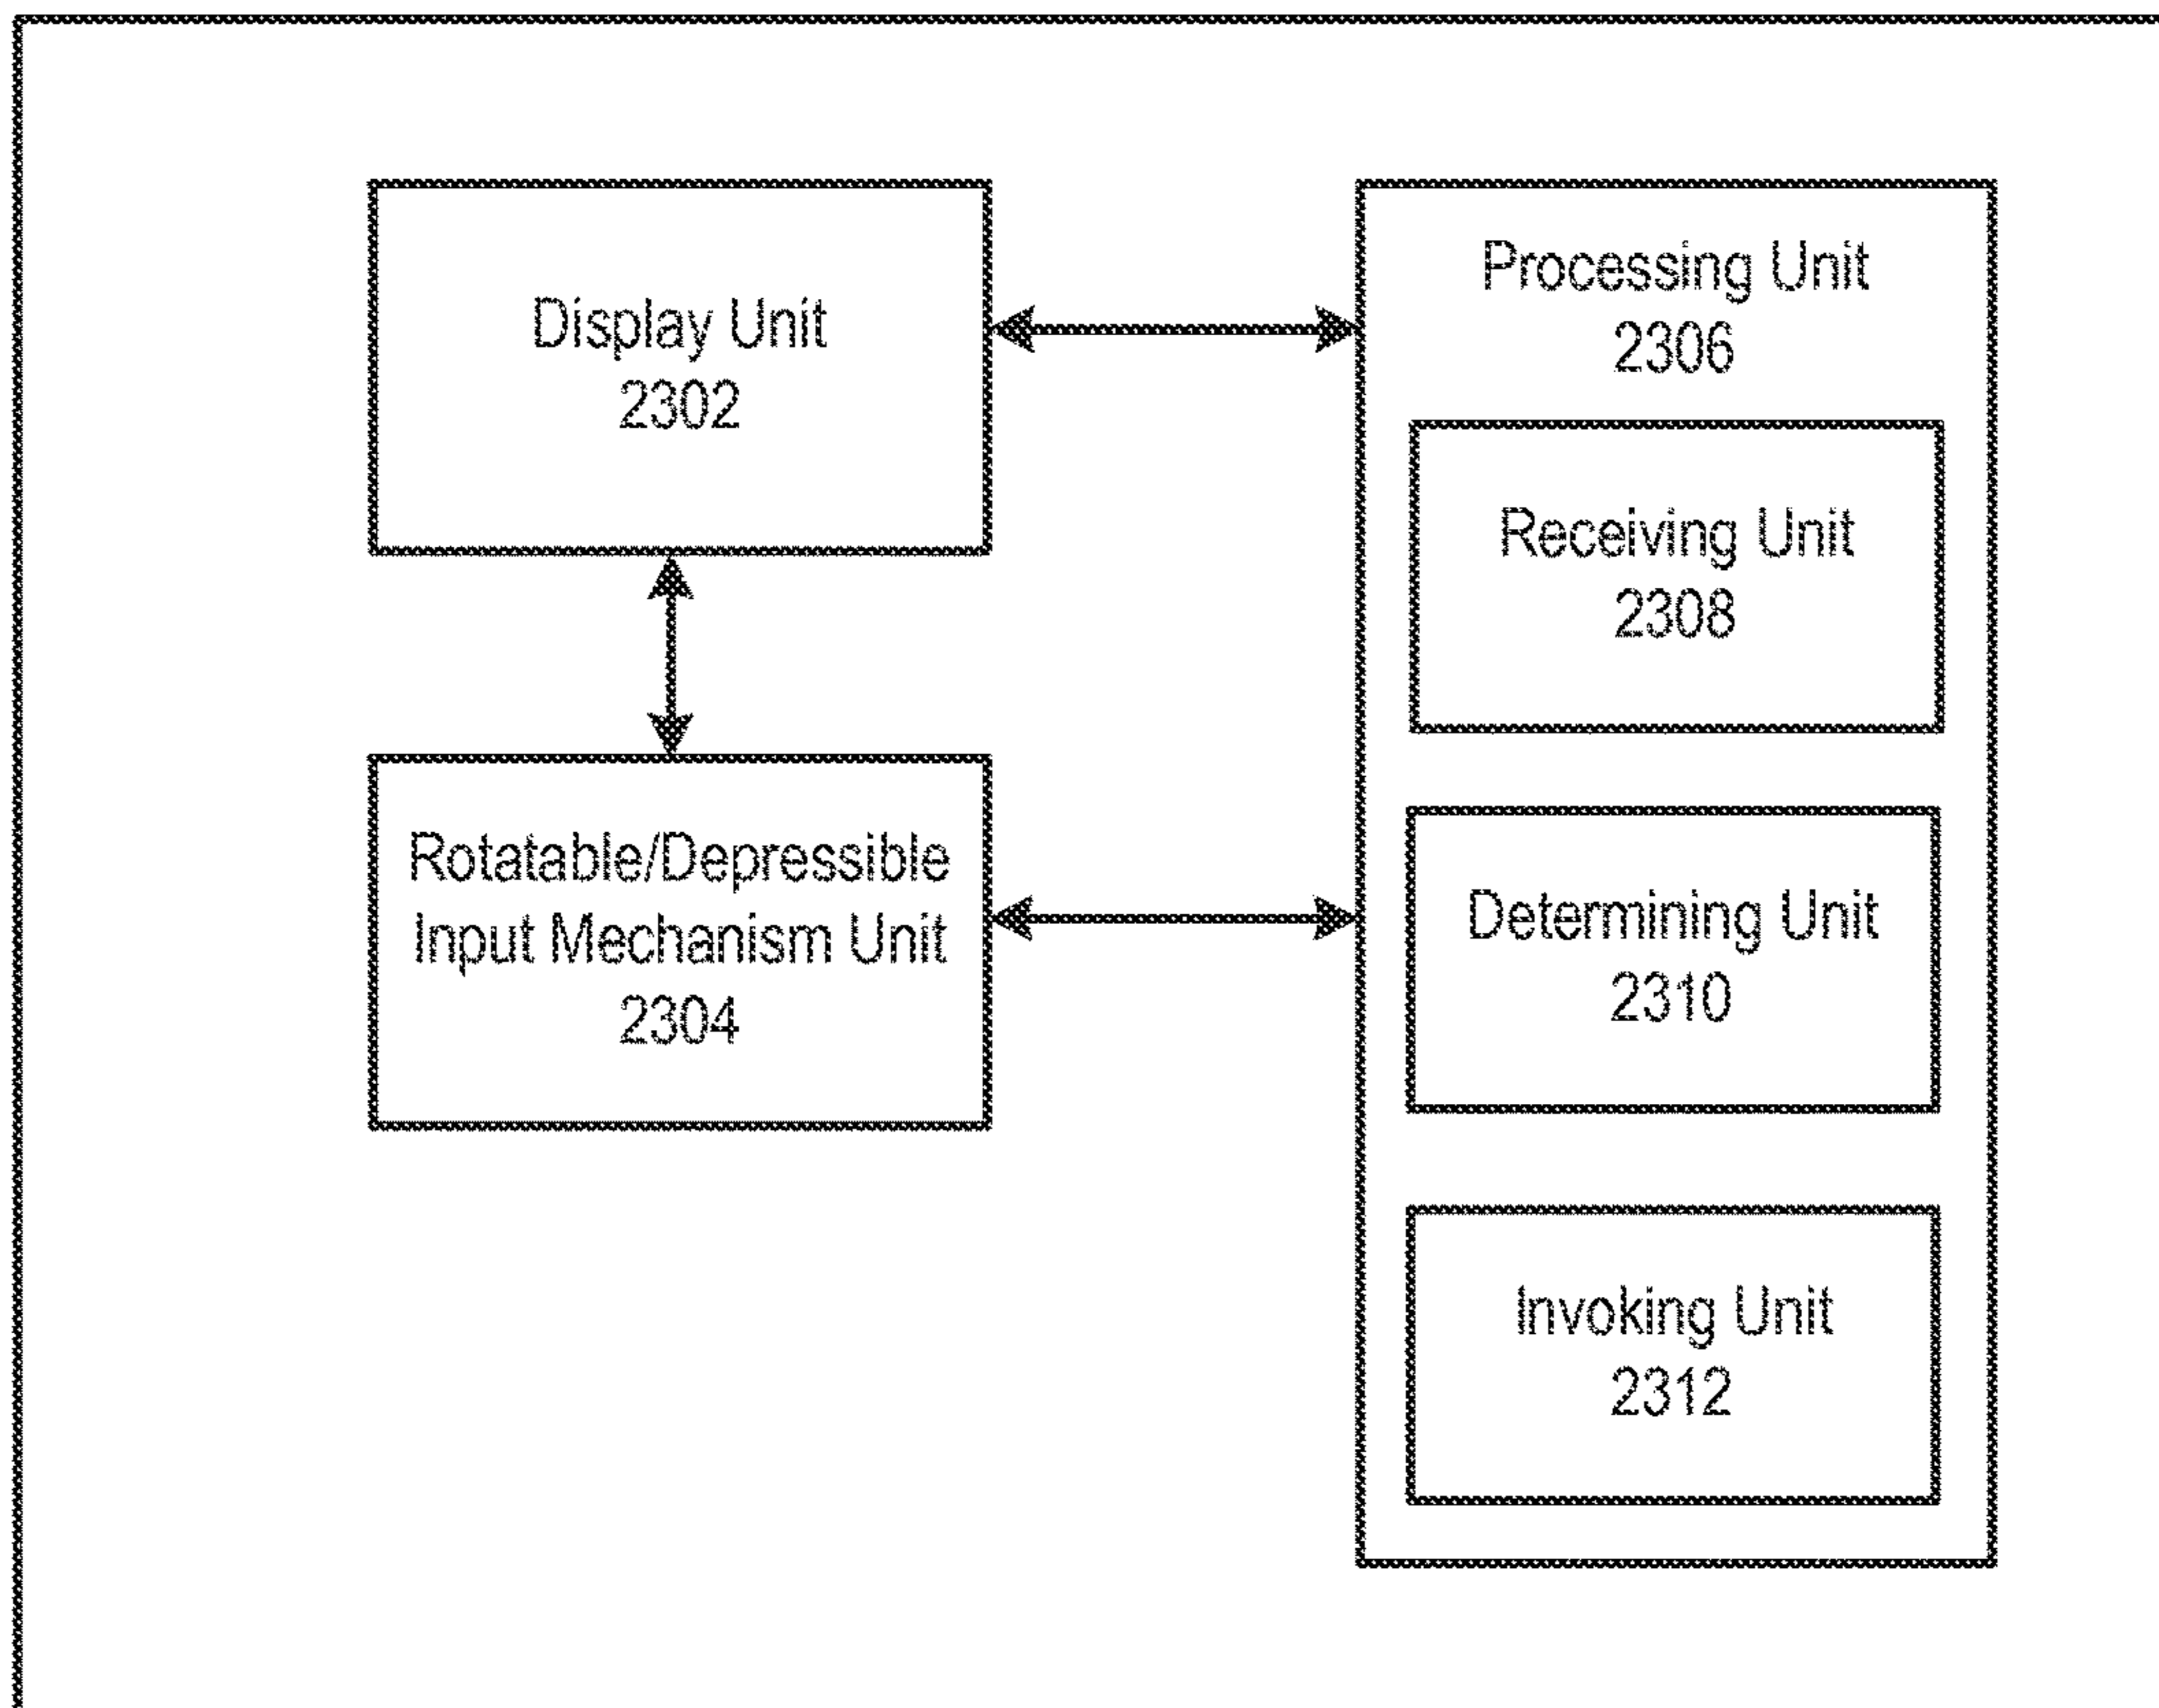 Display Unit
2302
Rotatable/Depressible
Input Mechanism Unit
2304
Processing Unit
2306
Receiving Unit
2308
Determining Unit
2310
Invoking Unit
2312